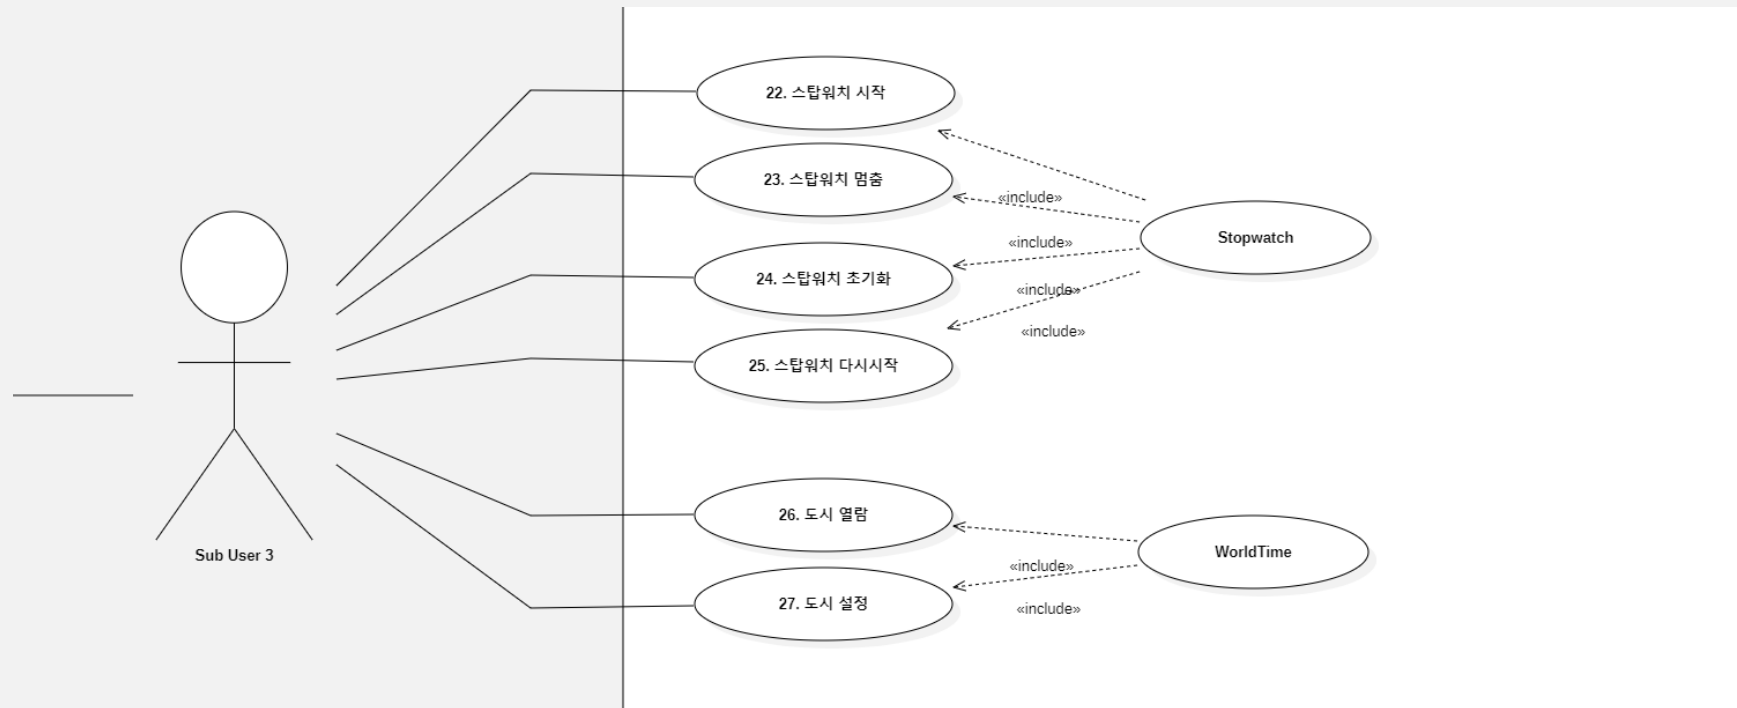 22. 스탑워치 시작
23. 스탑워치 멈춤
«include»
Stopwatch
«include»
24. 스탑워치 초기화
«include»
«include»
25. 스탑워치 다시시작
26. 도시 열람
Sub User 3
WorldTime
«include»
27. 도시 설정
«include»